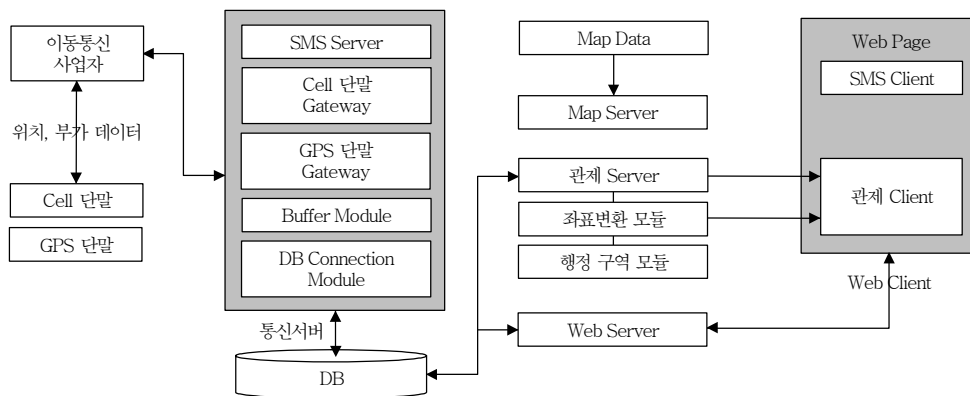 이동통신
사업자
위치, 부가 데이터
Cell 단말
GPS 단말
SMS Server
Cell 단말
Gateway
GPS 단말
Gateway
Buffer Module
DB Connection
Module
통신서버
DB
Map Data
Map Server
관제 Server
좌표변환 모듈
행정 구역 모듈
Web Server
Web Page
SMS Client
관제 Client
Web Client